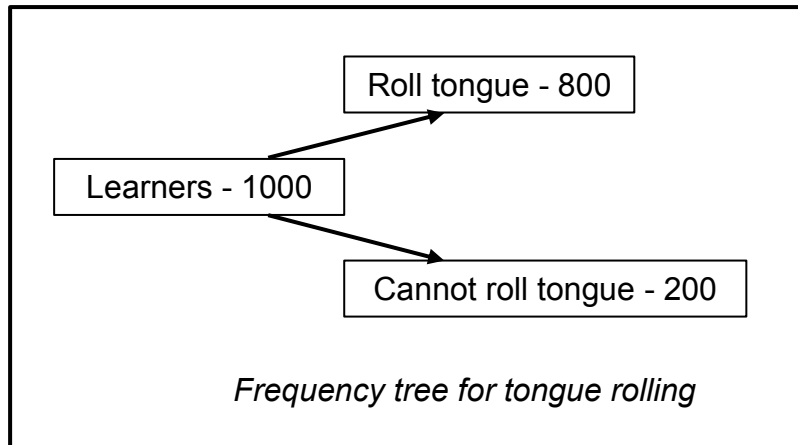 Roll tongue - 800
Learners - 1000
Cannot roll tongue - 200
Frequency tree for tongue rolling